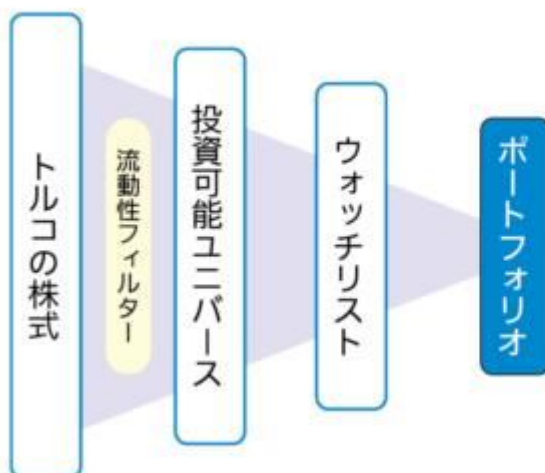 トルコの株式
流動性フィルター
投資可能ユニバース
ウォッチリスト
ポートフォリオ